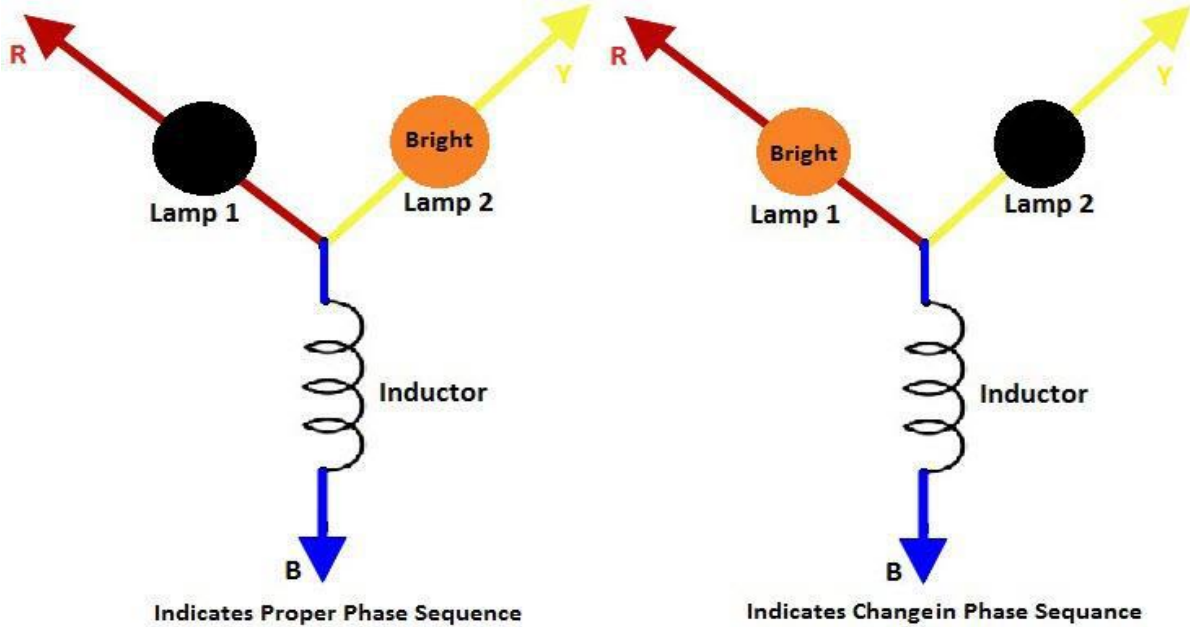 R
Y
Bright
Lamp 1
Lamp 2
Inductor
B
Indicates Proper Phase Sequence
R
Y
Bright
Lamp 1
Lamp 2
Inductor
B
Indicates Changein Phase Sequance